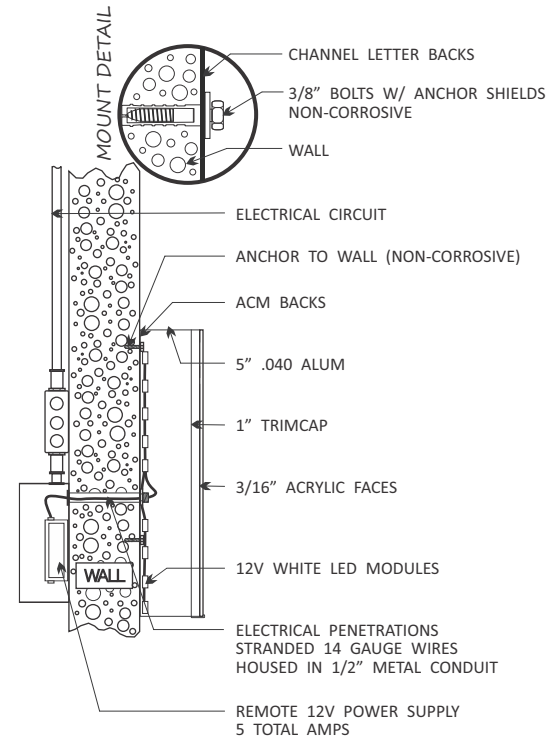 MOUNT DETAIL
CHANNEL LETTER BACKS
3/8” BOLTS W/ ANCHOR SHIELDS
NON-CORROSIVE
WALL
ELECTRICAL CIRCUIT
ANCHOR TO WALL (NON-CORROSIVE)
ACM BACKS
5” .040 ALUM
1” TRIMCAP
3/16” ACRYLIC FACES
12V WHITE LED MODULES
WALL
ELECTRICAL PENETRATIONS
STRANDED 14 GAUGE WIRES
HOUSED IN 1/2” METAL CONDUIT
REMOTE 12V POWER SUPPLY
5 TOTAL AMPS